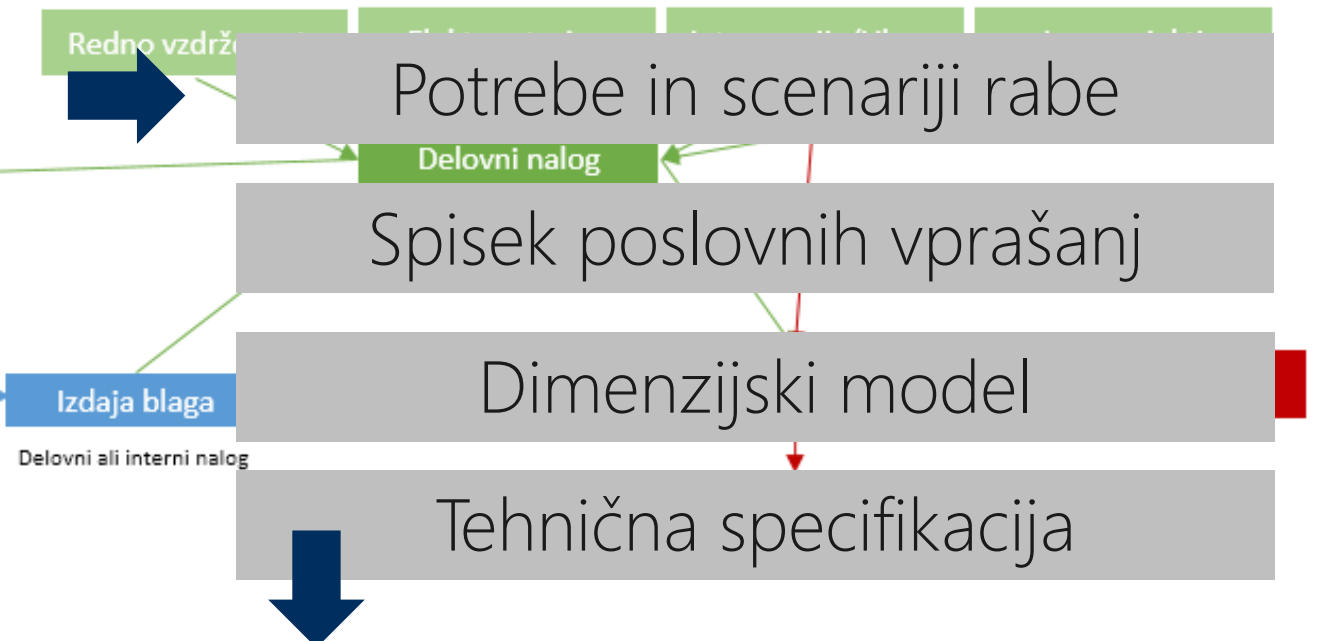 Redno
Potrebe in scenariji rabe
Delovni nalog
Spisek poslovnih vprašanj
Dimenzijski model
Izdaja blaga
Delovni ali interni nalog
Tehnična specifikacija